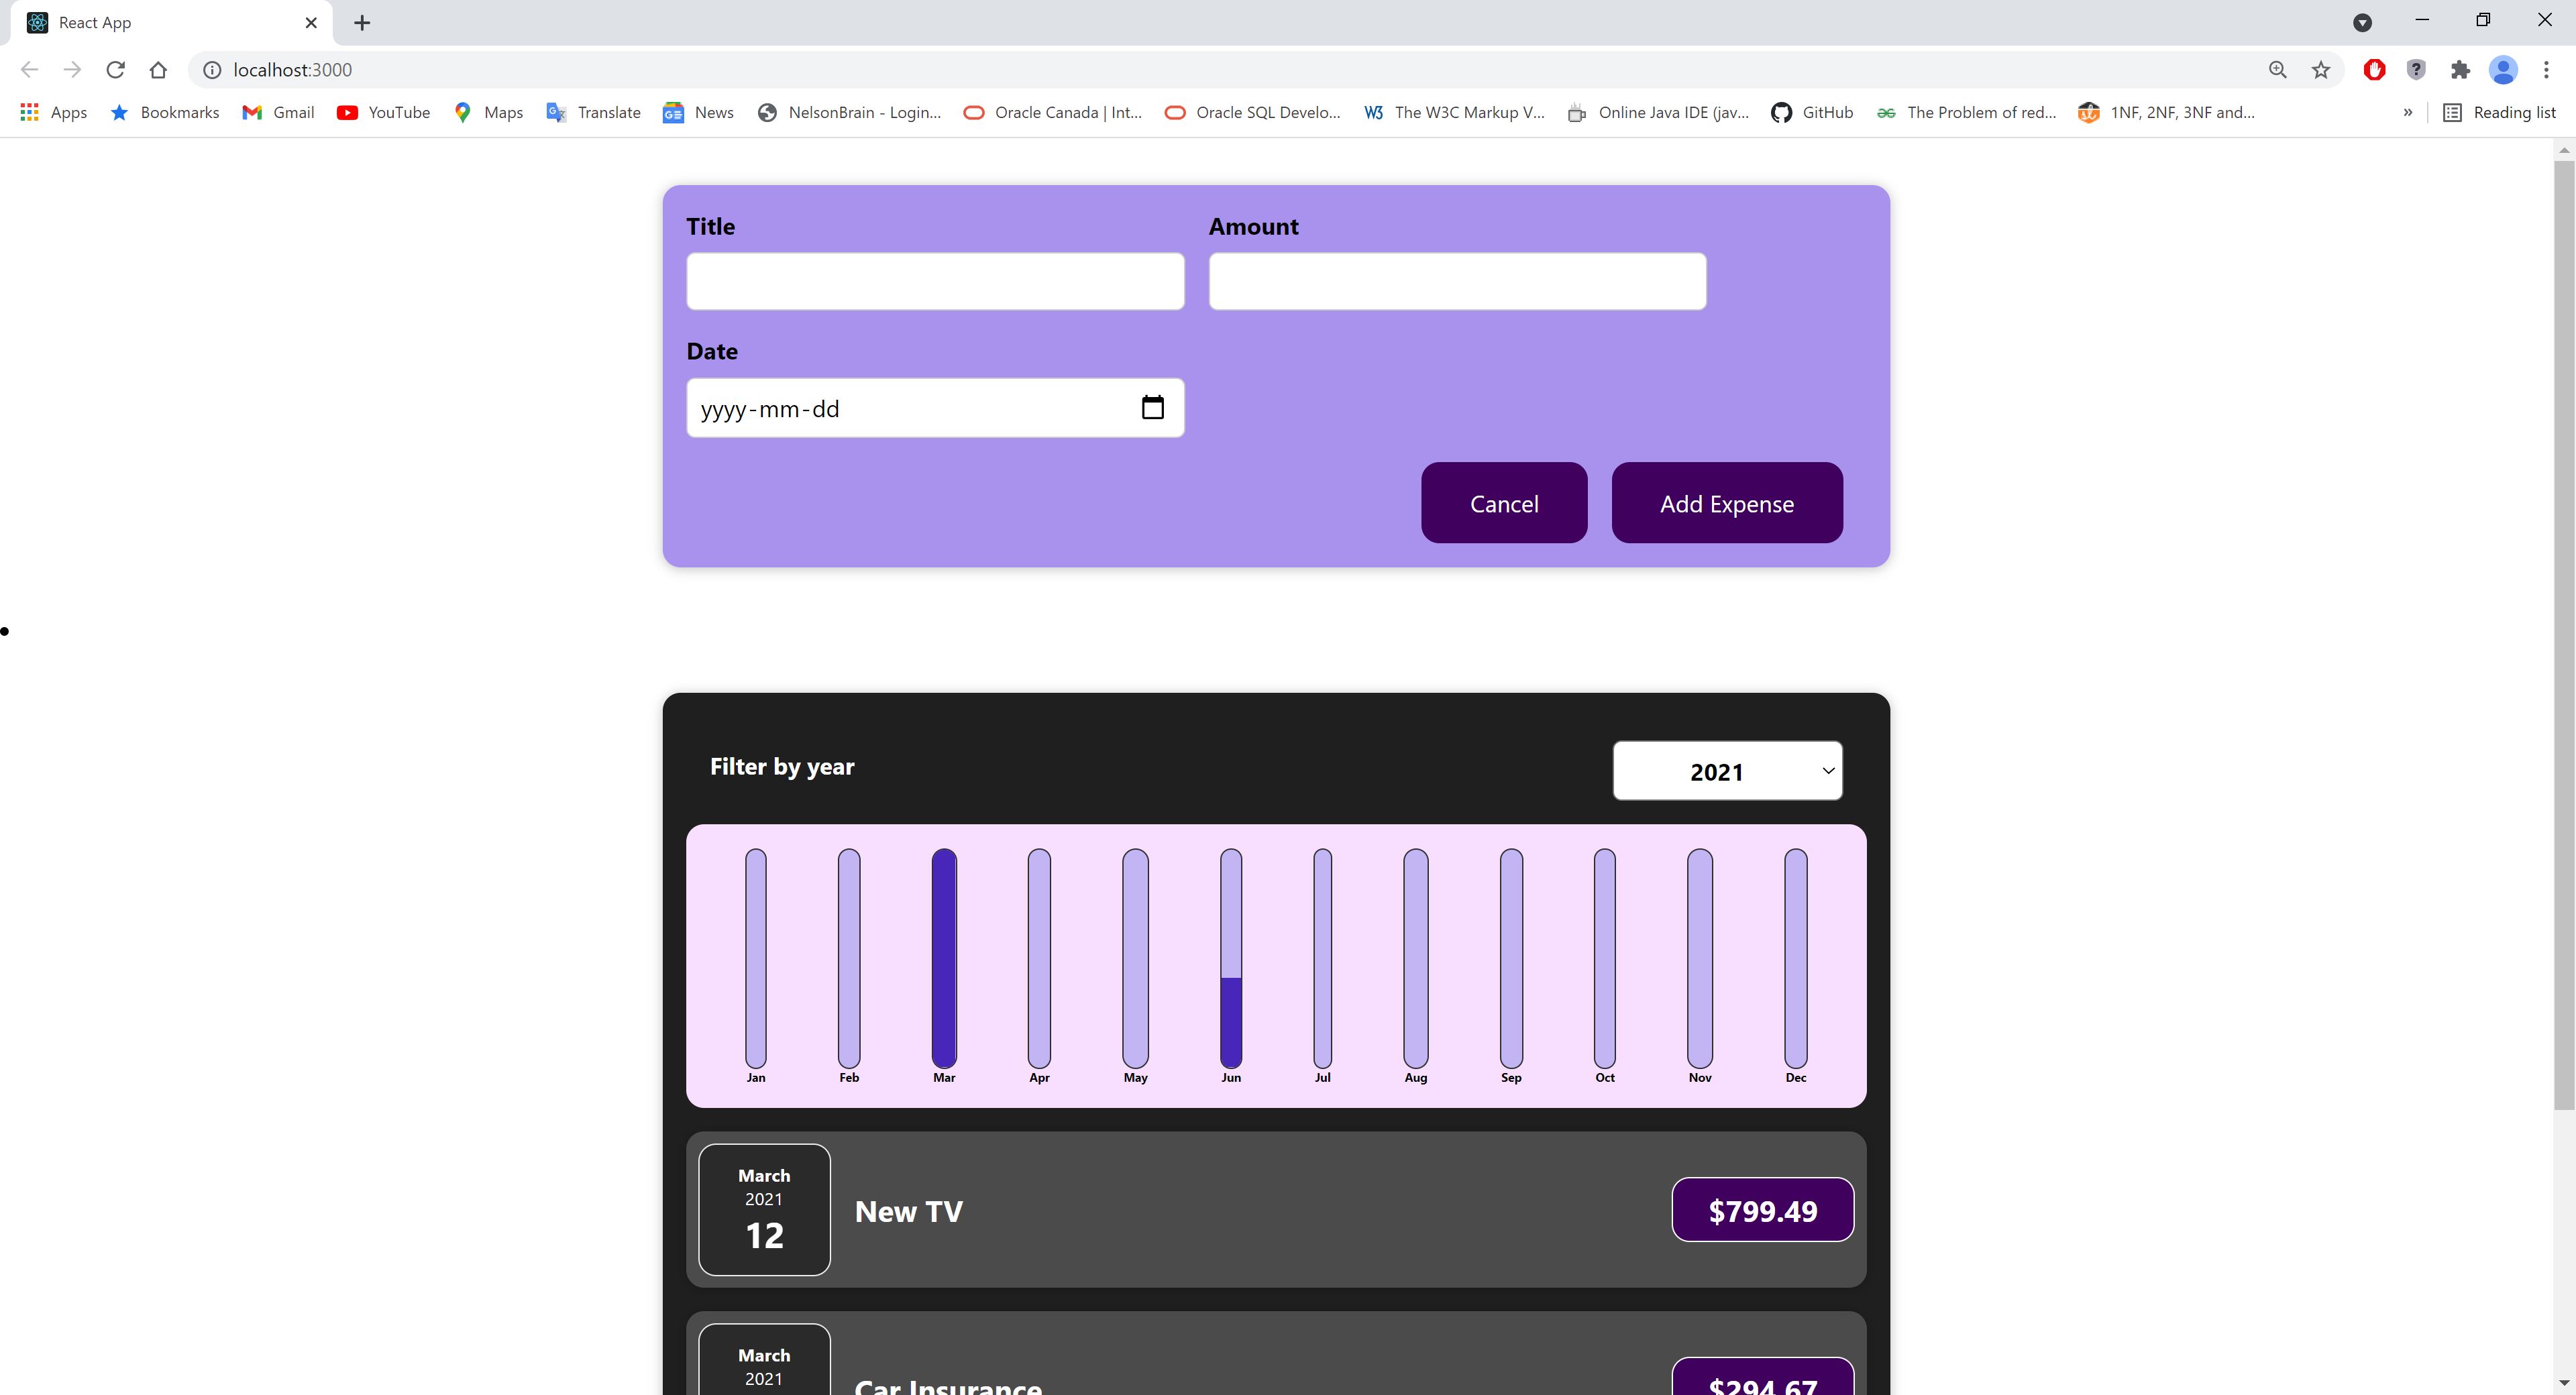 React App
localhost:3000
Apps Bookmarks Gmail YouTube Maps Translate News NelsonBrain - Login... Oracle Canada | Int... Oracle SQL Develo... The W3C Markup V... Online Java IDE (jav... GitHub The Problem of red... 1NF, 2NF, 3NF and... » Reading list
Title Amount
Date
yyyy-mm-dd
Cancel Add Expense
Filter by year 2021
Jan Feb Mar Apr May Jun Jul Aug Sep Oct Nov Dec
March
2021
12
New TV
$799.49
March
2021
Car Insurance
$294.67